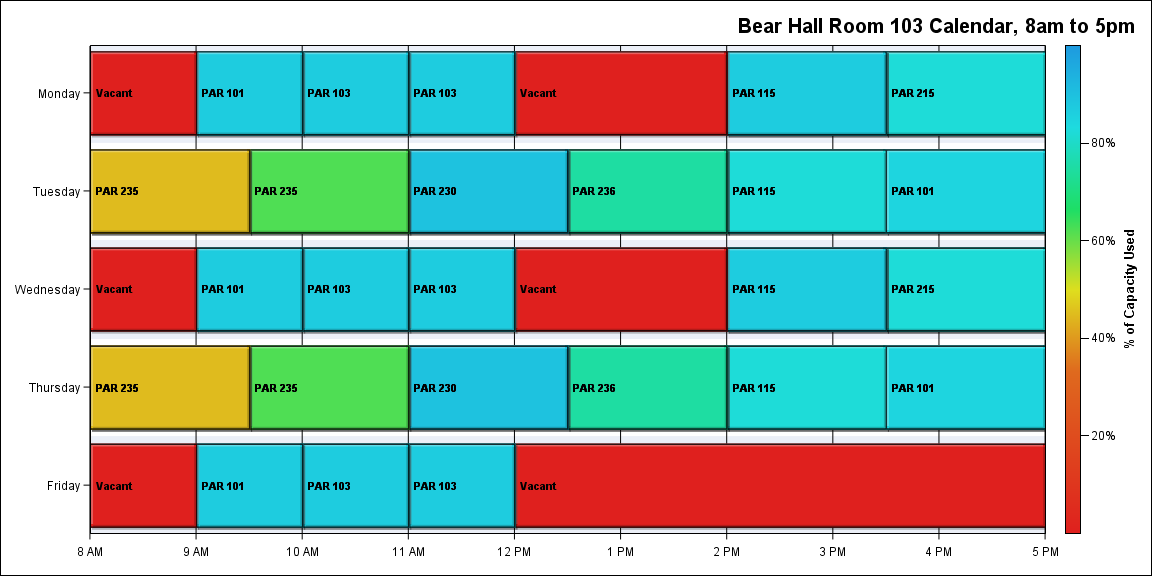 Bear Hall Room 103 Calendar, 8am to 5pm
Monday
Vacant
PAR 101
PAR 103
PAR 103
Vacant
PAR 115
PAR 215
Tuesday
PAR 235
PAR 235
PAR 230
PAR 236
PAR 115
PAR 101
Wednesday
Vacant
PAR 101
PAR 103
PAR 103
Vacant
PAR 115
PAR 215
Thursday
PAR 235
PAR 235
PAR 230
PAR 236
PAR 115
PAR 101
Friday
Vacant
PAR 101
PAR 103
PAR 103
Vacant
8 AM
9 AM
10 AM
11 AM
12 PM
1 PM
2 PM
3 PM
4 PM
5 PM
80%
60%
40%
20%
% of Capacity Used